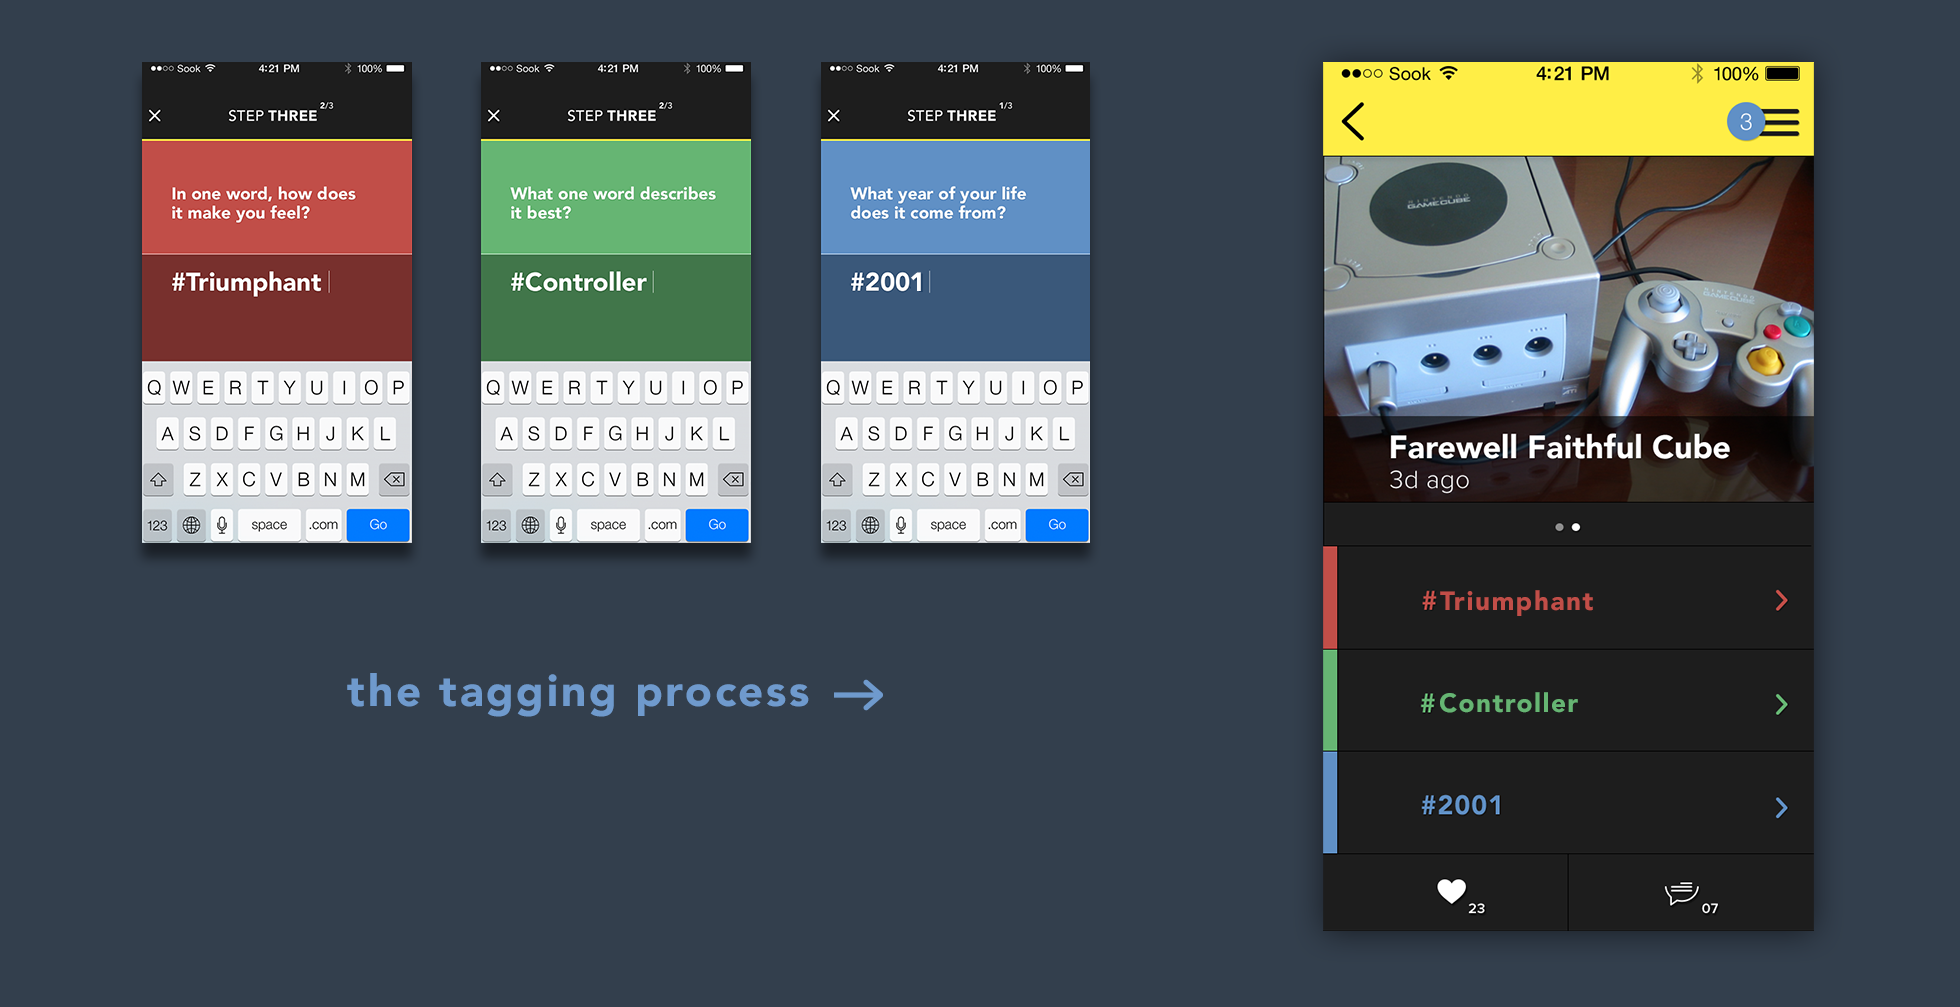 Sook 4:21 PM 100%
STEP THREE 2/3
In one word, how does
it make you feel?
#Triumphant
Q W E R T Y U I O P
A S D F G H J K L
Z X C V B N M
123 space .com Go
Sook 4:21 PM 100%
STEP THREE 2/3
What one word describes
it best?
#Controller
Q W E R T Y U I O P
A S D F G H J K L
Z X C V B N M
123 space .com Go
Sook 4:21 PM 100%
STEP THREE 1/3
What year of your life
does it come from?
#2001
Q W E R T Y U I O P
A S D F G H J K L
Z X C V B N M
123 space .com Go
the tagging process →
Sook 4:21 PM 100%
3
NINTENDO
GAMECUBE
NINTENDO
GAMECUBE
Farewell Faithful Cube
3d ago
#Triumphant
#Controller
#2001
23
07